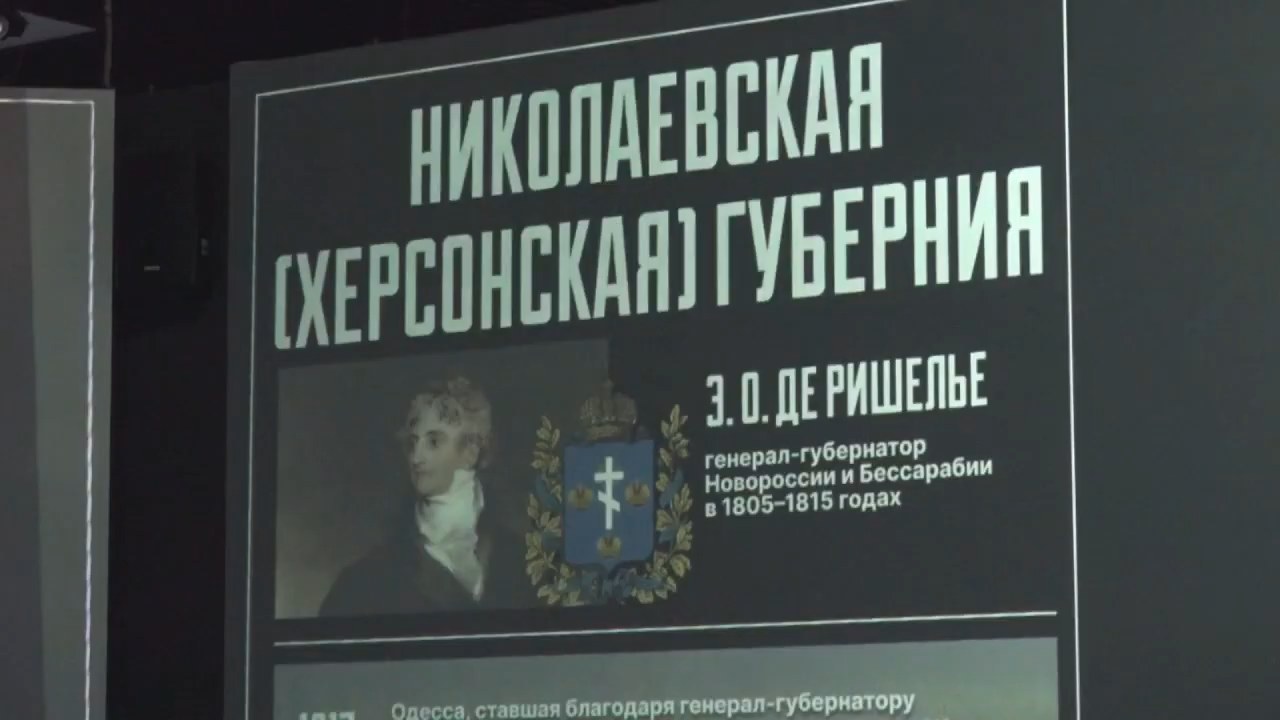 НИКОЛАЕВСКАЯ
(ХЕРСОНСКАЯ) ГУБЕРНИЯ
Э. О. ДЕ РИШЕЛЬЕ
генерал-губернатор
Новороссии и Бессарабии
в 1805–1815 годах
Одесса, ставшая благодаря генерал-губернатору